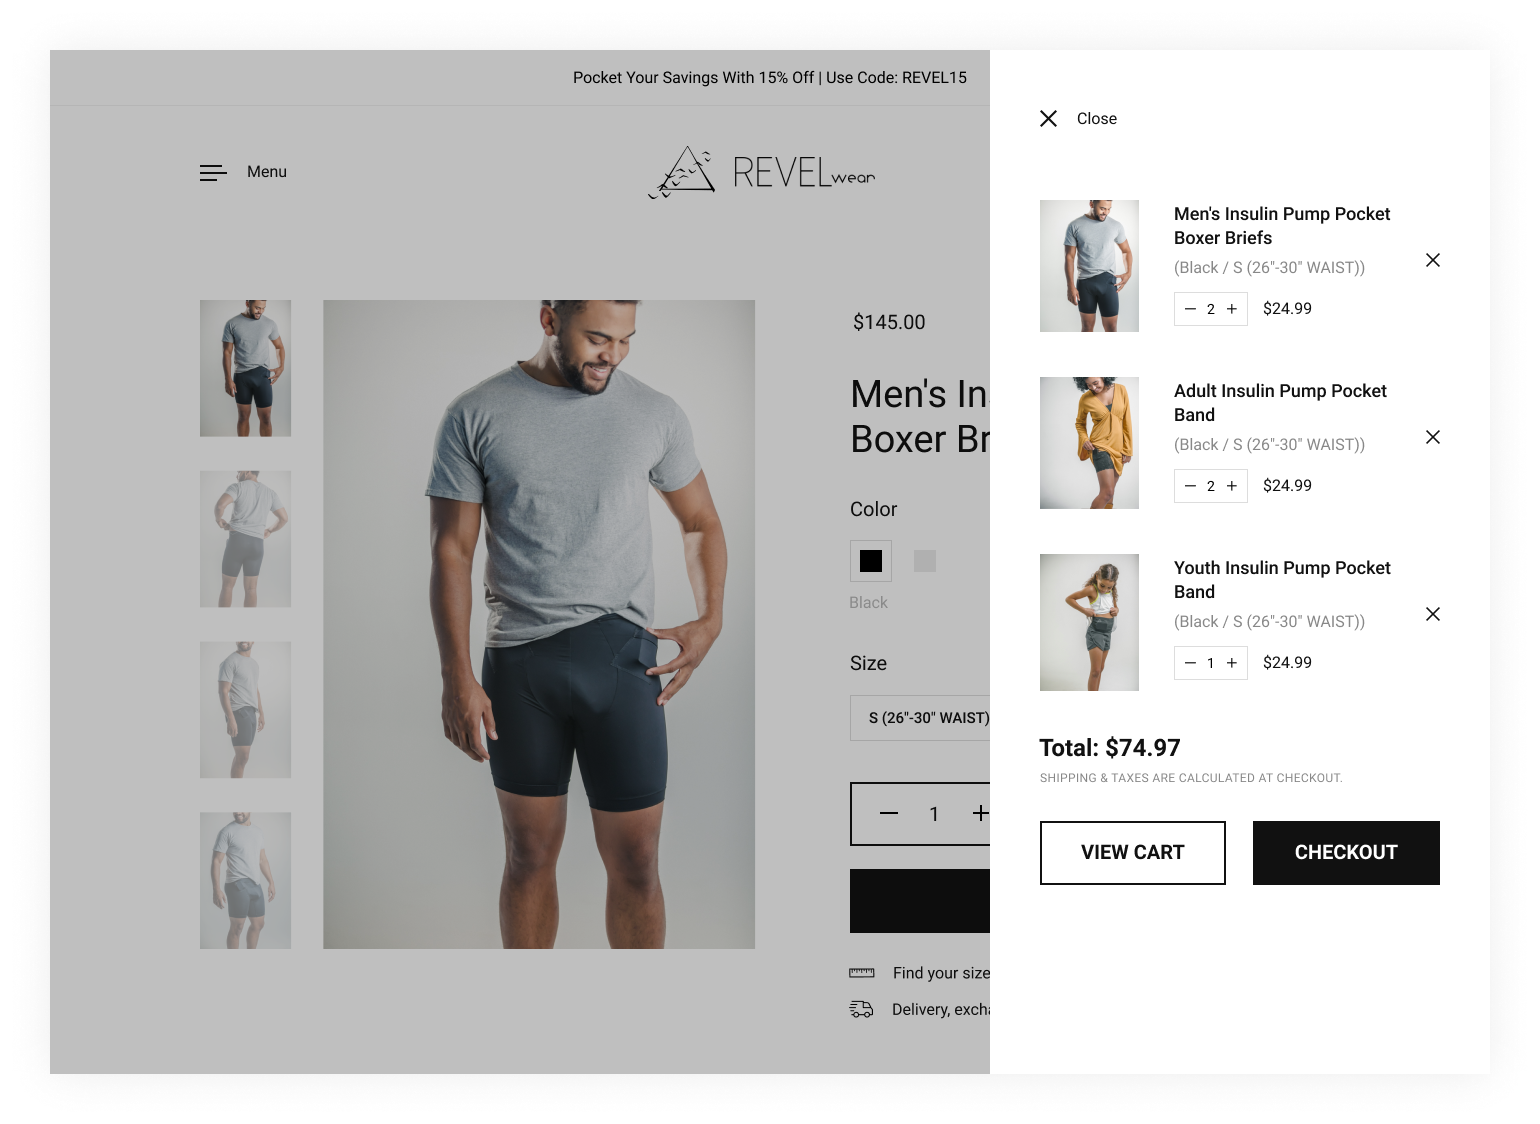 Pocket Your Savings With 15% Off | Use Code: REVEL15
Menu
REVELwear
$145.00
Men's In
Boxer Br
Color
Black
Size
S (26"-30" WAIST)
1
Find your size
Delivery, exch
Close
Men's Insulin Pump Pocket
Boxer Briefs
(Black / S (26"-30" WAIST))
2 $24.99
Adult Insulin Pump Pocket
Band
(Black / S (26"-30" WAIST))
2 $24.99
Youth Insulin Pump Pocket
Band
(Black / S (26"-30" WAIST))
1 $24.99
Total: $74.97
SHIPPING & TAXES ARE CALCULATED AT CHECKOUT.
VIEW CART
CHECKOUT